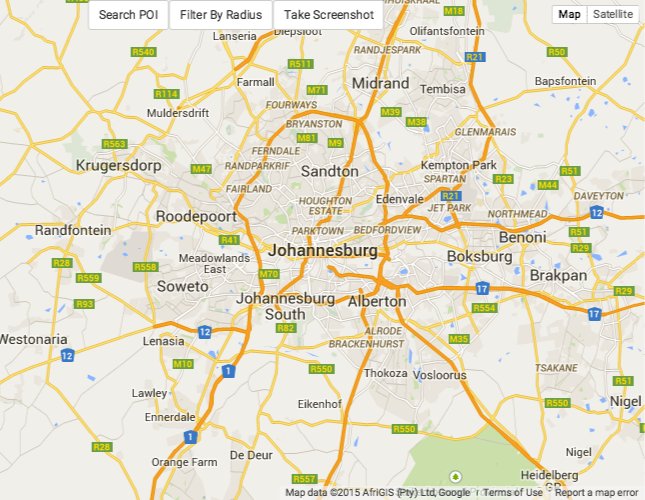 THUISKRAAL
M18
Search POI
Filter By Radius
Take Screenshot
Map
Satellite
Lanseria
Diepsloot
Olifantsfontein
R540
RANDJESPARK
R21
R50
R511
Farmall
Midrand
Tembisa
Bapsfontein
R114
M71
FOURWAYS
Muldersdrift
M39
BRYANSTON
M38
GLENMARAIS
R563
M81
M9
FERNDALE
Krugersdorp
M47
RANDPARKRIF
Sandton
Kempton Park
R51
SPARTAN
R23
M44
FAIRLAND
R21
DAVEYTON
HOUGHTON
ESTATE
Edenvale
JET PARK
NORTHMEAD
12
Roodepoort
Randfontein
PARKTOWN
BEDFORDVIEW
R51
R41
Benoni
R29
Johannesburg
Meadowlands
East
Boksburg
R28
R558
M70
R559
Brakpan
Soweto
17
R29
R93
Johannesburg
South
Alberton
R554
17
R82
12
ALRODE
Westonaria
Lenasia
BRACKENHURST
M35
12
M10
R550
TSAKANE
1
Thokoza
Vosloorus
R51
Lawley
Eikenhof
R550
Nigel
Ennerdale
R550
1
R28
De Deur
Nigel
Orange Farm
Heidelberg
GP
R557
Map data ©2015 AfriGIS (Pty) Ltd, Google
Terms of Use
Report a map error